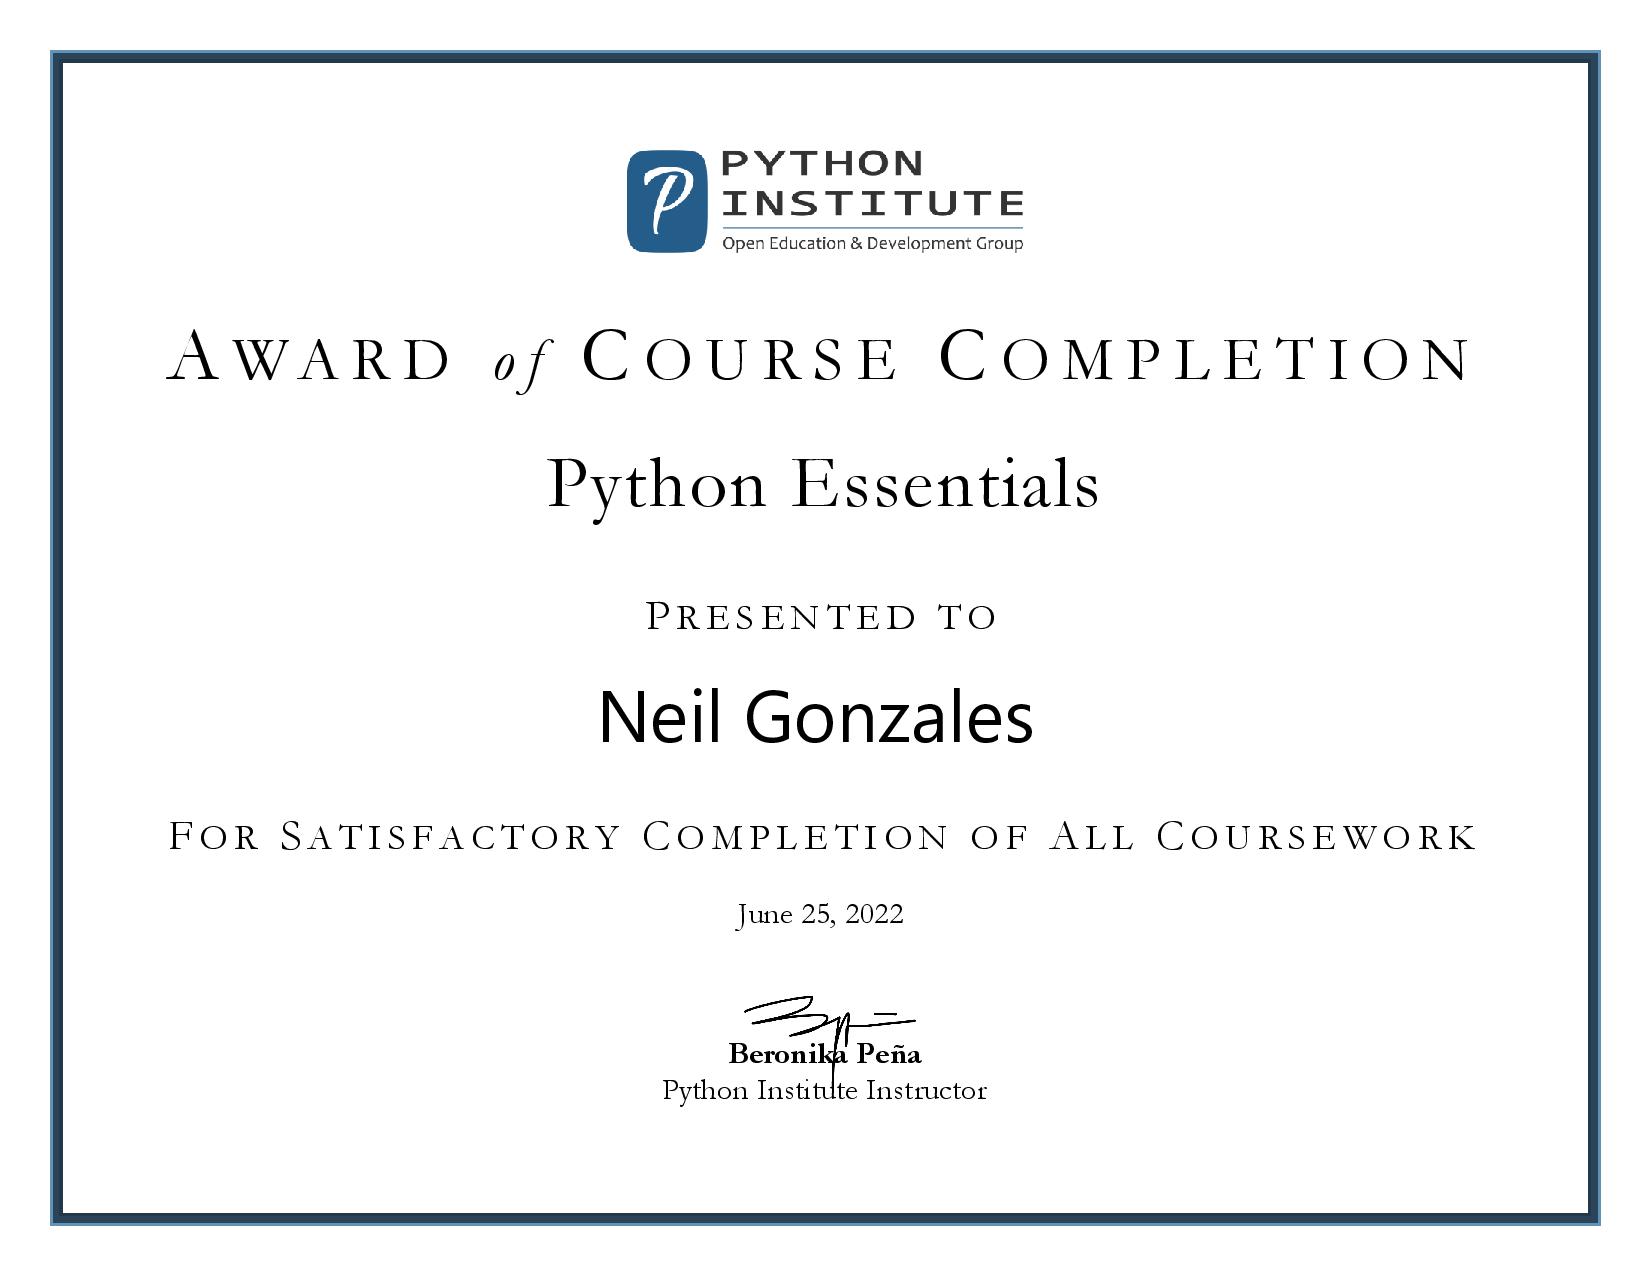 PYTHON
INSTITUTE
Open Education & Development Group
AWARD of COURSE COMPLETION
Python Essentials
PRESENTED TO
Neil Gonzales
FOR SATISFACTORY COMPLETION OF ALL COURSEWORK
June 25, 2022
Beronika Peña
Python Institute Instructor